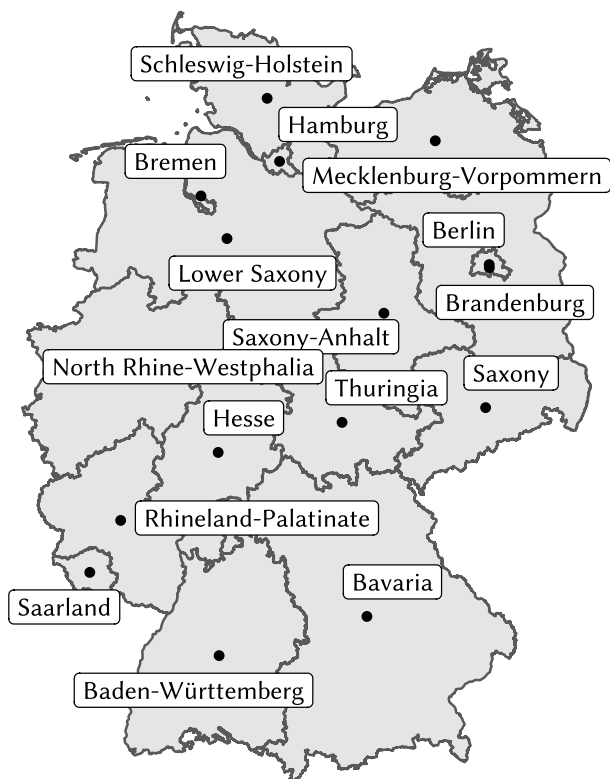 Schleswig-Holstein
Hamburg
Bremen
Mecklenburg-Vorpommern
Berlin
Lower Saxony
Brandenburg
Saxony-Anhalt
North Rhine-Westphalia
Thuringia
Saxony
Hesse
Rhineland-Palatinate
Bavaria
Saarland
Baden-Württemberg